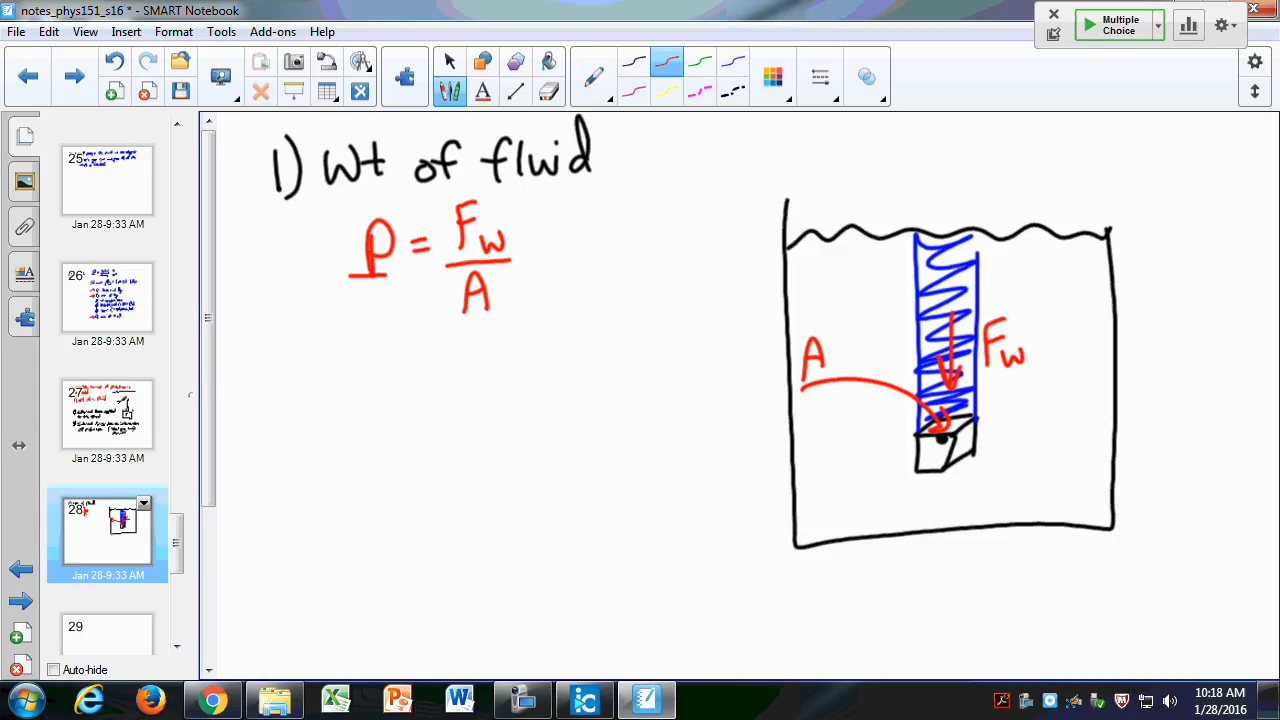 notes_phys151_s16 * - SMART Notebook
Multiple
Choice
File Edit View Insert Format Tools Add-ons Help
25
Jan 28-9:33 AM
26
Jan 28-9:33 AM
27
Jan 28-9:33 AM
28
Jan 28-9:33 AM
29
Auto-hide
1) Wt of fluid
P = Fw
A
A
Fw
10:18 AM
1/28/2016